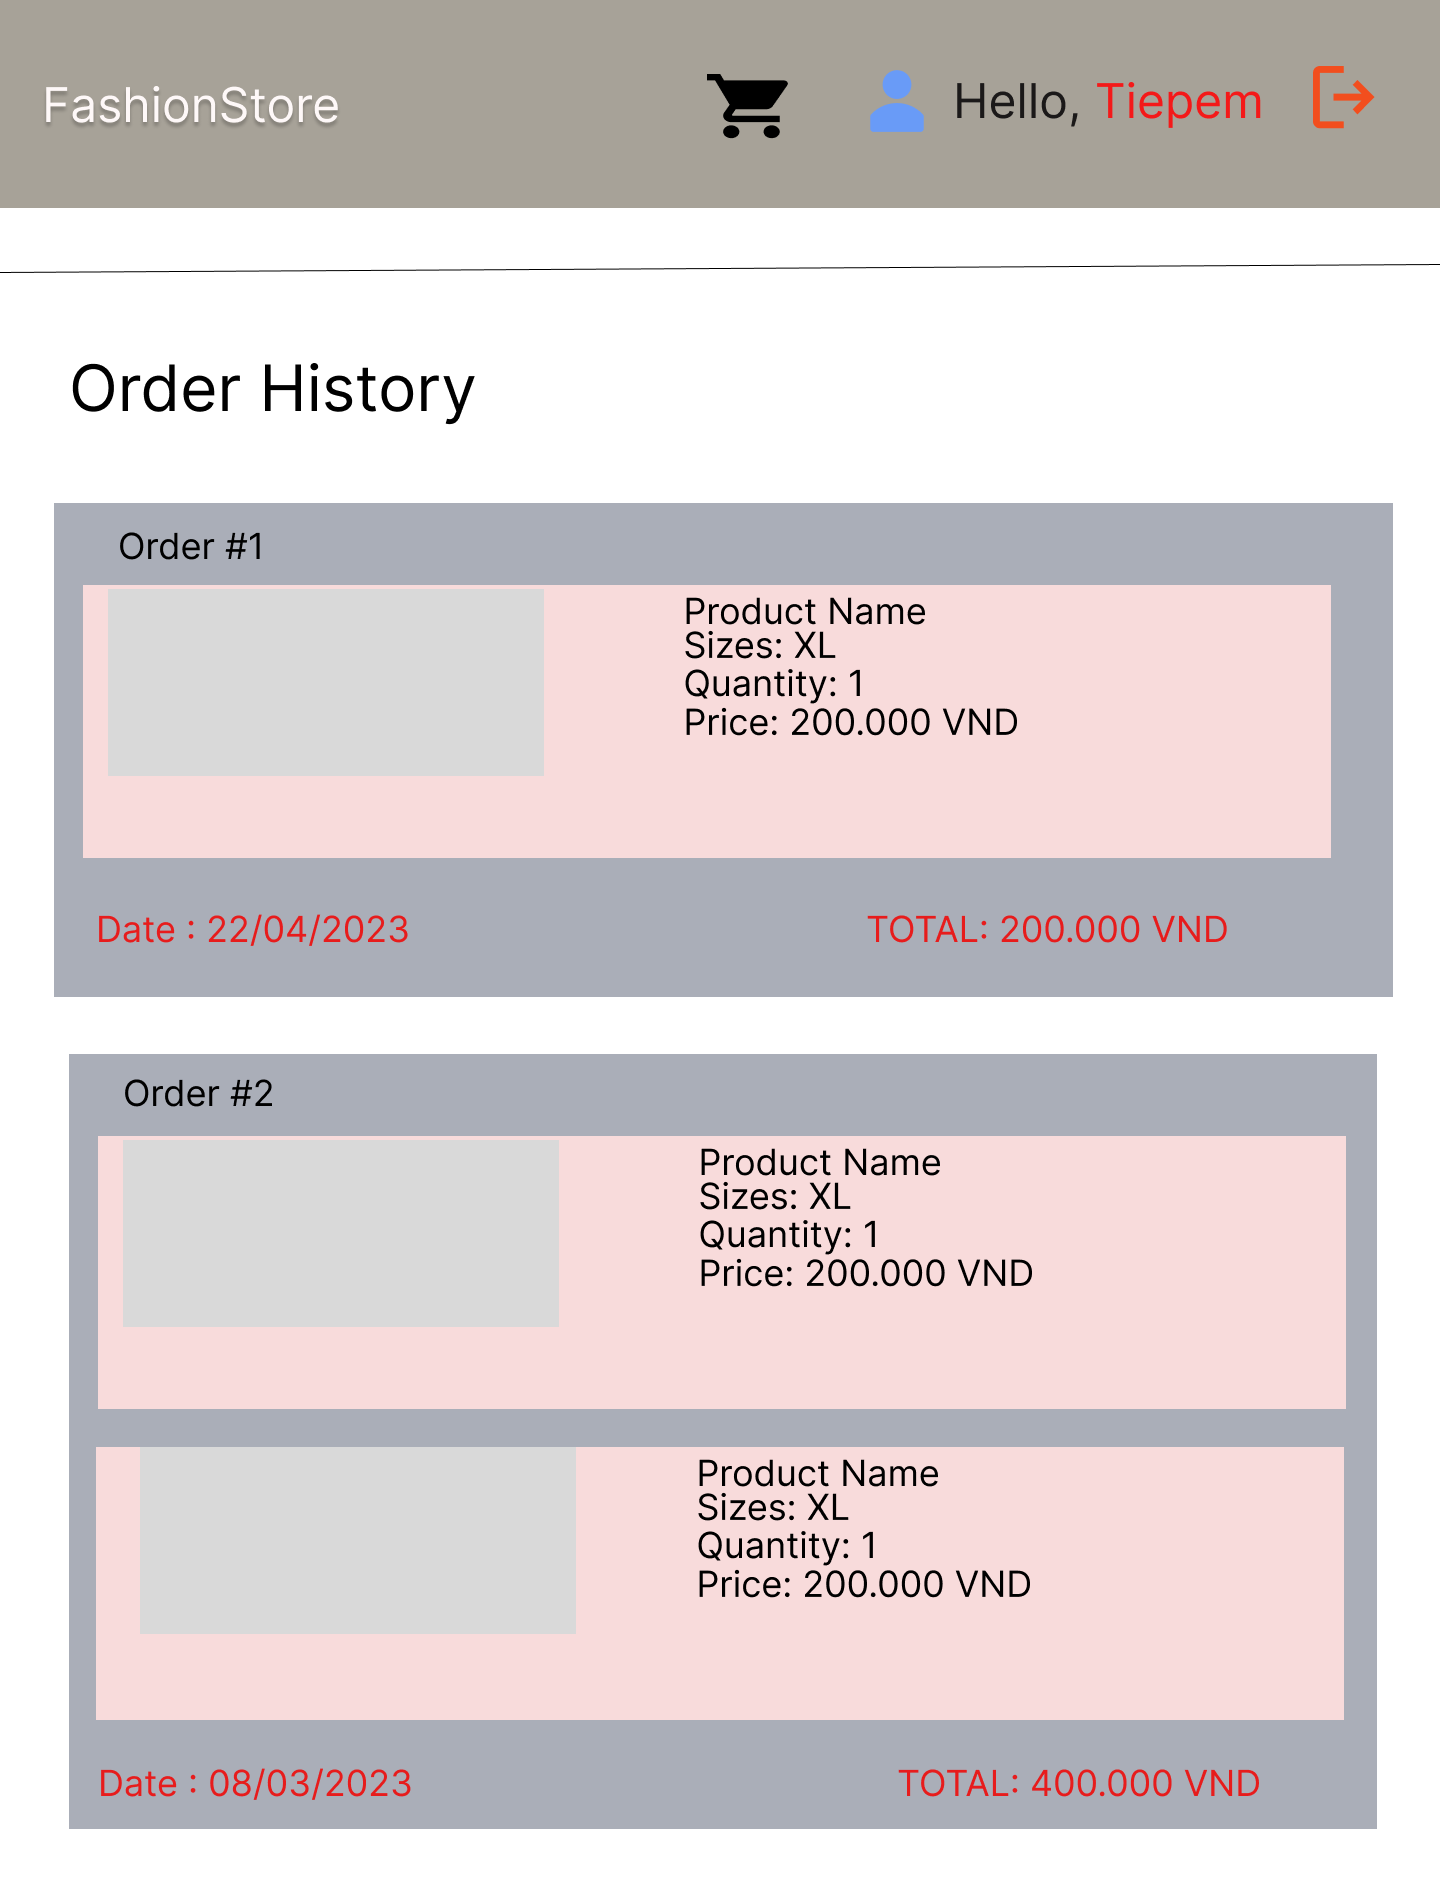 FashionStore
Hello, Tiepem
Order History
Order #1
Product Name
Sizes: XL
Quantity: 1
Price: 200.000 VND
Date : 22/04/2023
TOTAL: 200.000 VND
Order #2
Product Name
Sizes: XL
Quantity: 1
Price: 200.000 VND
Product Name
Sizes: XL
Quantity: 1
Price: 200.000 VND
Date : 08/03/2023
TOTAL: 400.000 VND